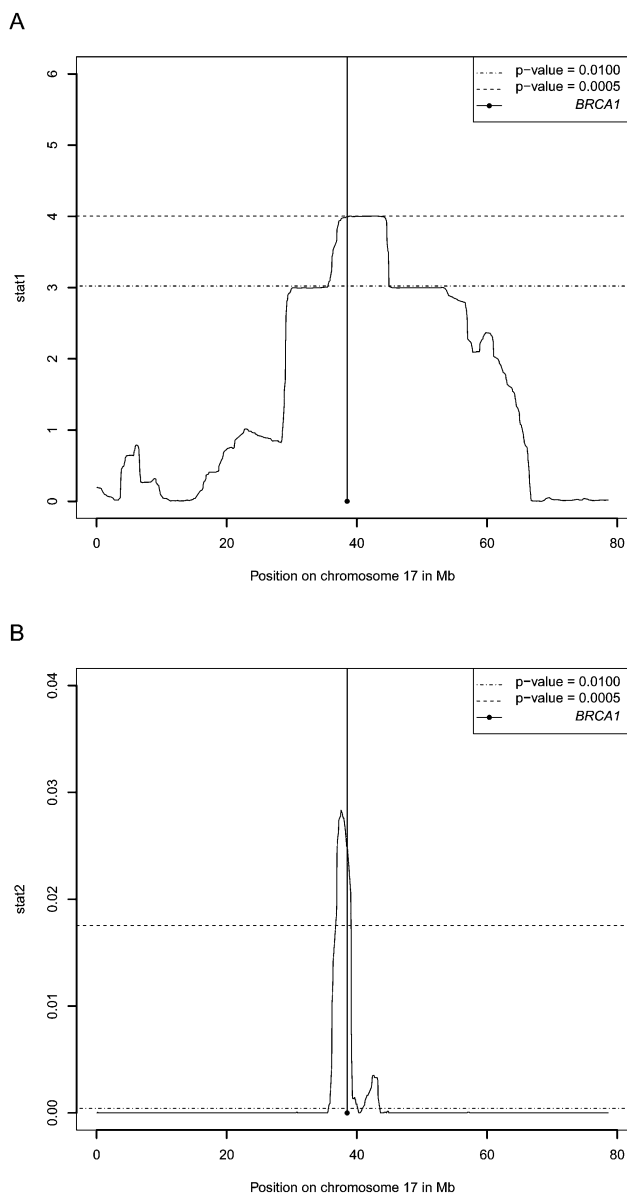 A
p−value = 0.0100
p−value = 0.0005
BRCA1
6
5
4
3
2
1
0
stat1
0 20 40 60 80
Position on chromosome 17 in Mb
B
p−value = 0.0100
p−value = 0.0005
BRCA1
0.04
0.03
0.02
0.01
0.00
stat2
0 20 40 60 80
Position on chromosome 17 in Mb